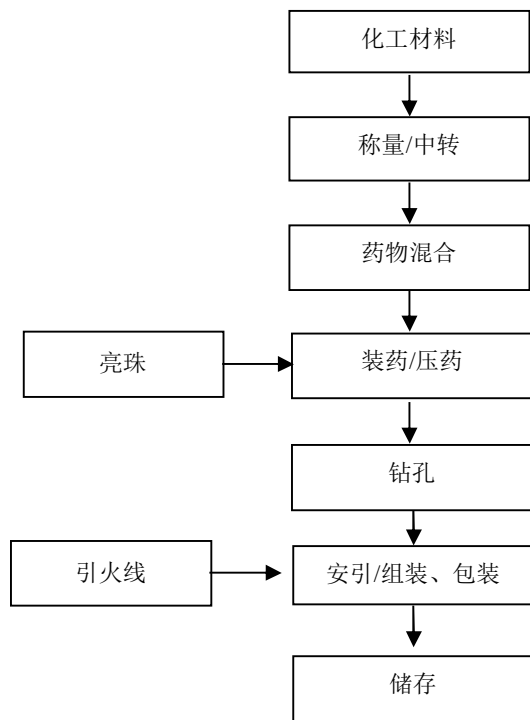 化工材料
称量/中转
药物混合
亮珠
装药/压药
钻孔
引火线
安引/组装、包装
储存